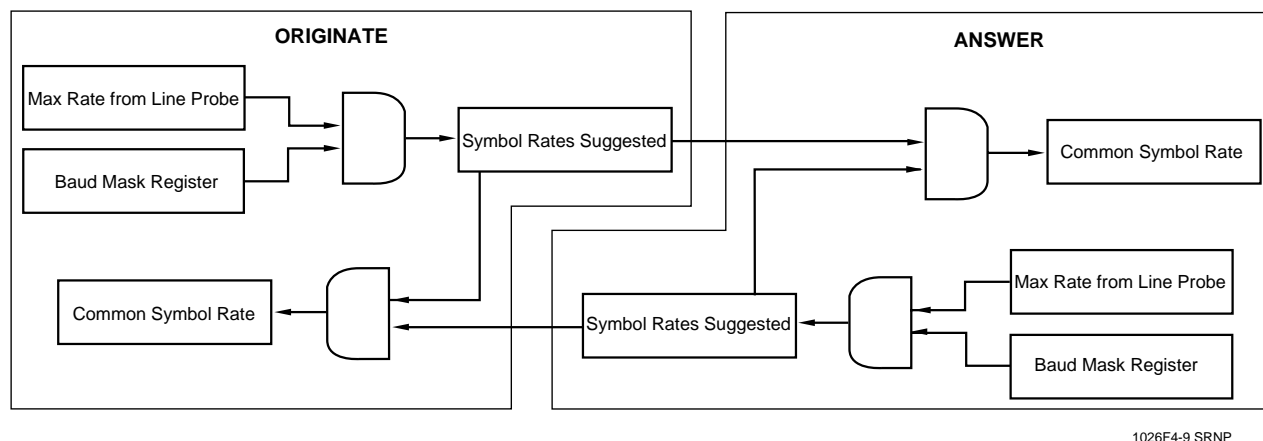 ORIGINATE
Max Rate from Line Probe
Baud Mask Register
Symbol Rates Suggested
Common Symbol Rate
ANSWER
Common Symbol Rate
Symbol Rates Suggested
Max Rate from Line Probe
Baud Mask Register
1026F4-9 SRNP